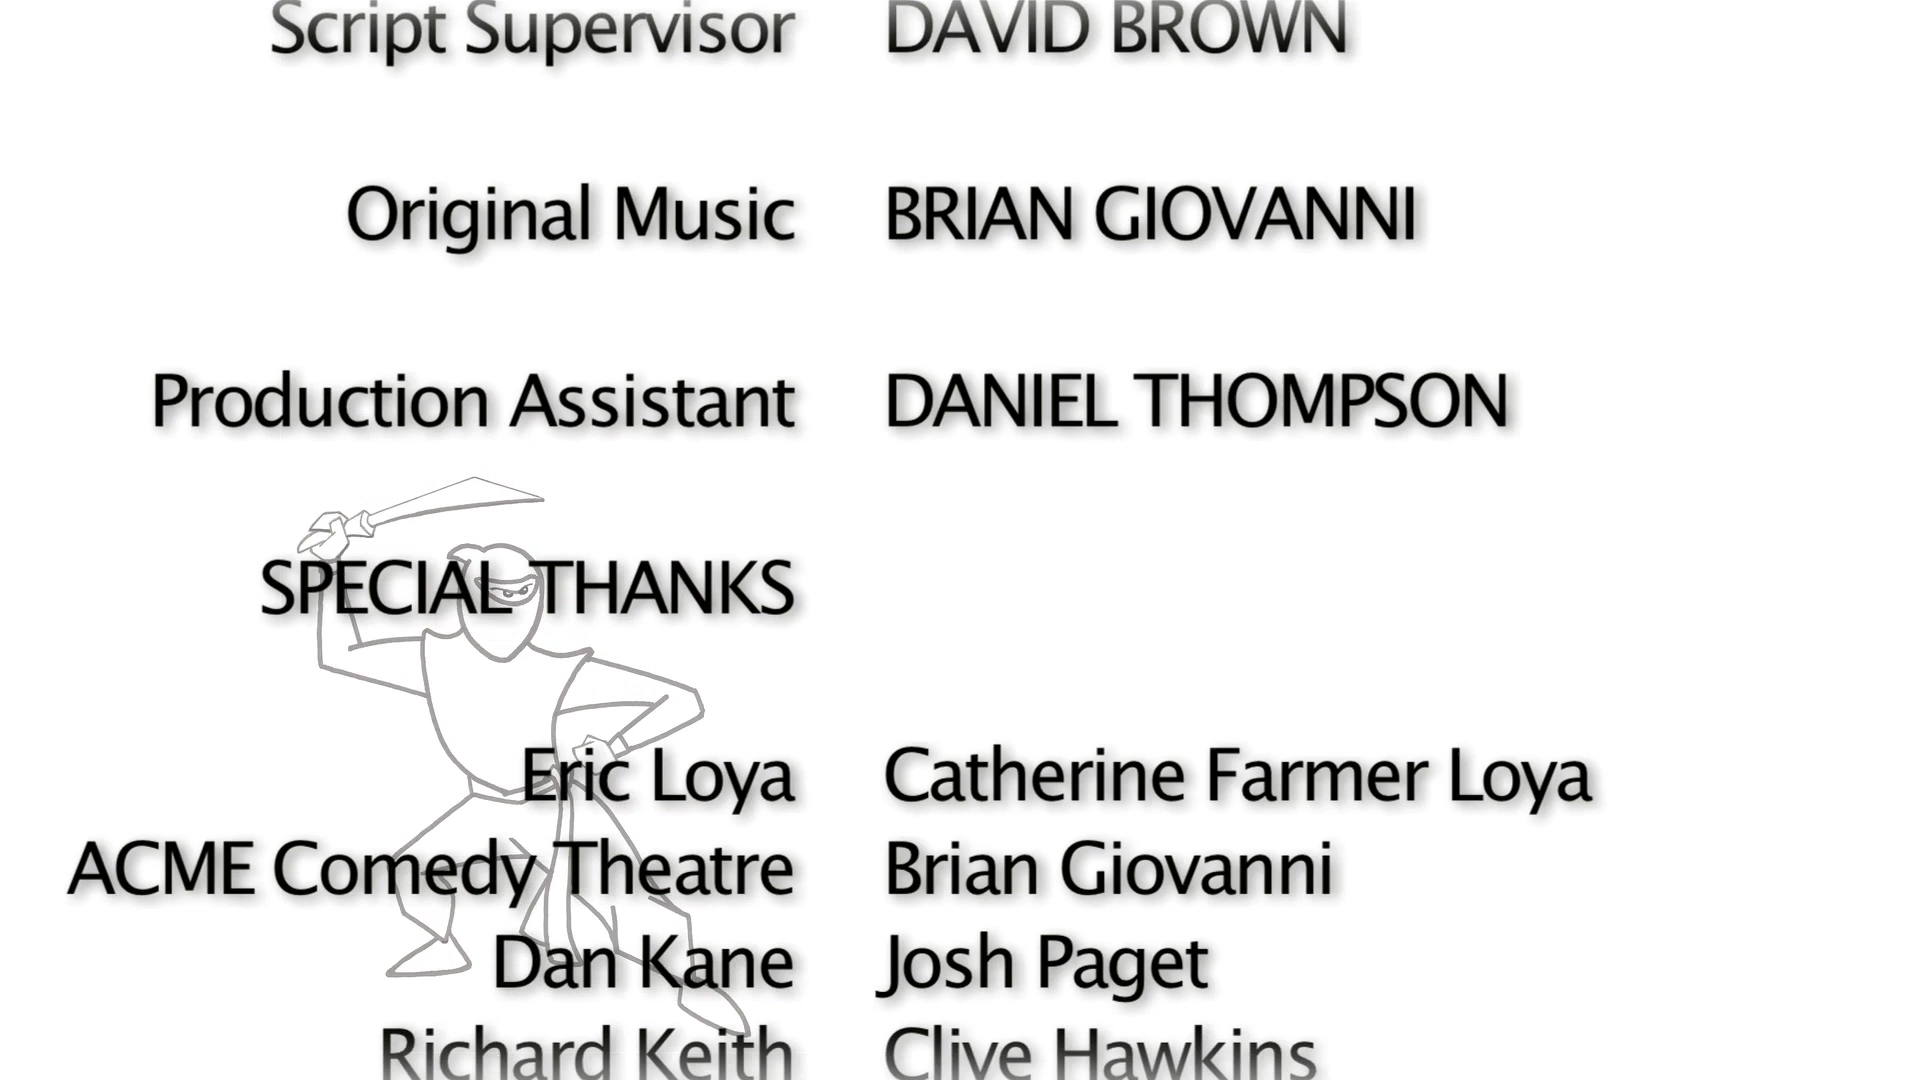 Script Supervisor DAVID BROWN
Original Music BRIAN GIOVANNI
Production Assistant DANIEL THOMPSON
SPECIAL THANKS
Eric Loya Catherine Farmer Loya
ACME Comedy Theatre Brian Giovanni
Dan Kane Josh Paget
Richard Keith Clive Hawkins